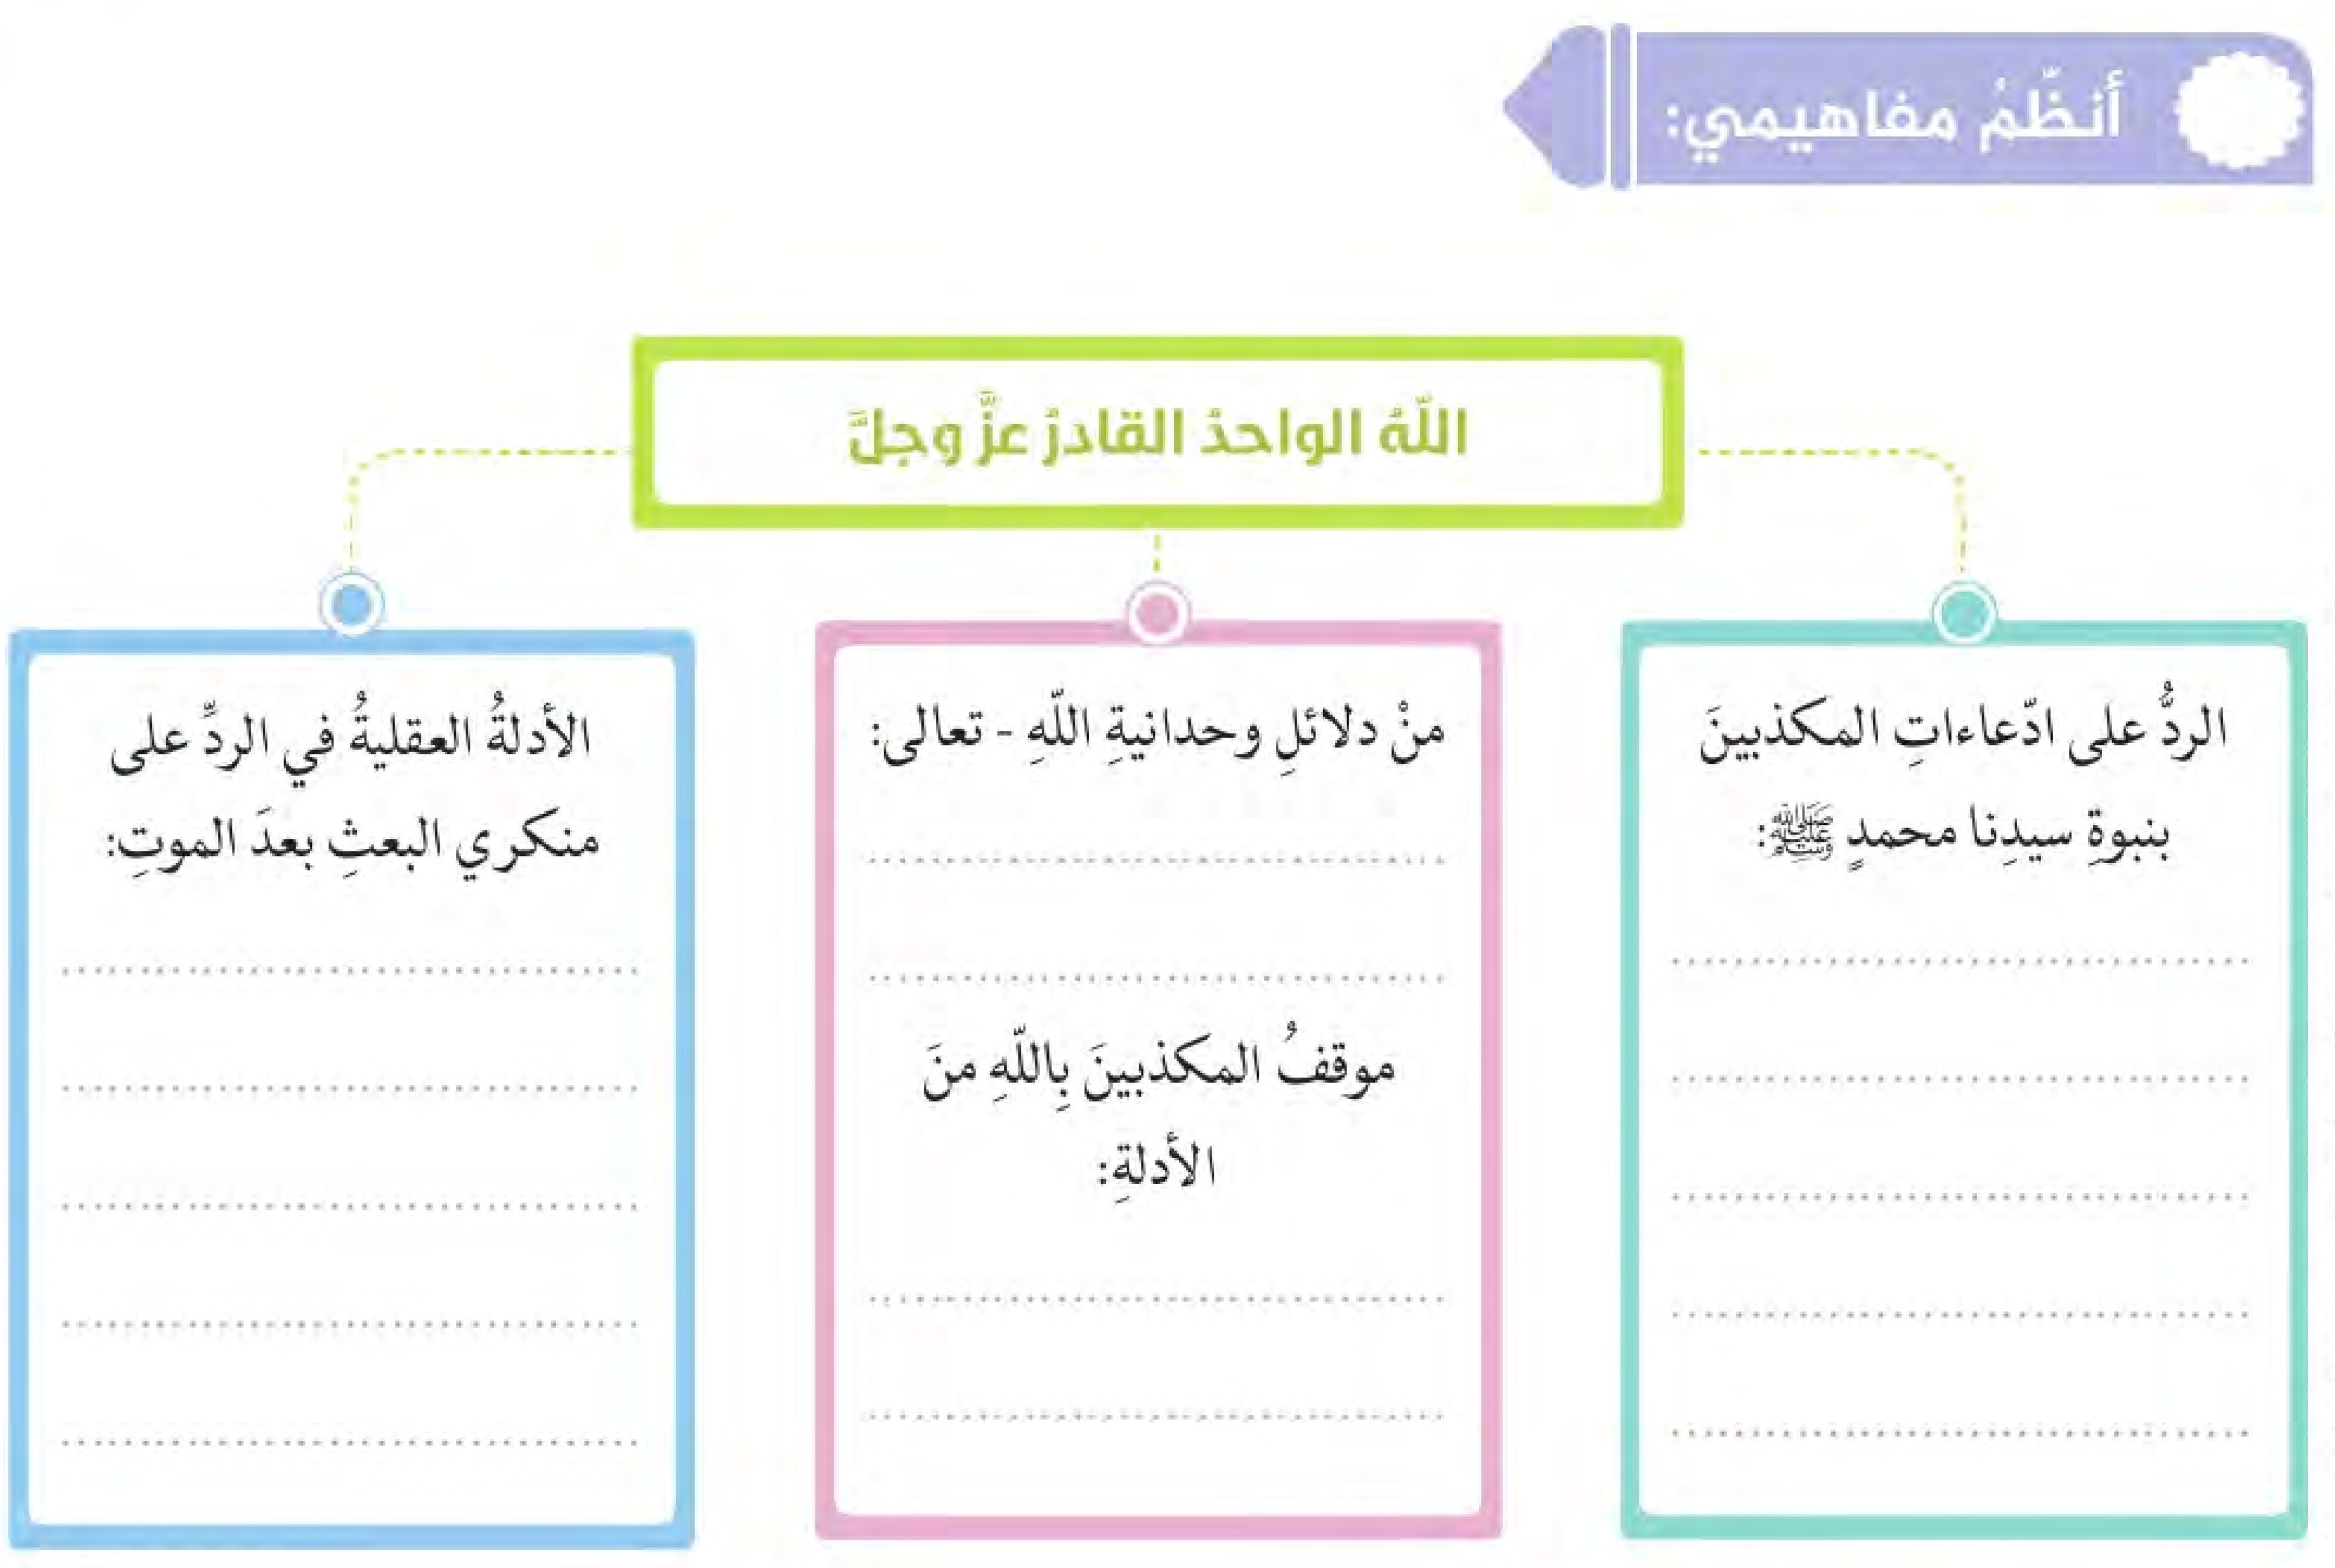 أنظّمُ مفاهيمي:
اللّهُ الواحدُ القادرُ عزَّ وجلَّ
الردُّ على ادّعاءاتِ المكذبينَ
بنبوةِ سيدِنا محمدٍ ﷺ:
منْ دلائلِ وحدانيةِ اللّهِ - تعالى:
موقفُ المكذبينَ بِاللّهِ منَ
الأدلةِ:
الأدلةُ العقليةُ في الردِّ على
منكري البعثِ بعدَ الموتِ: